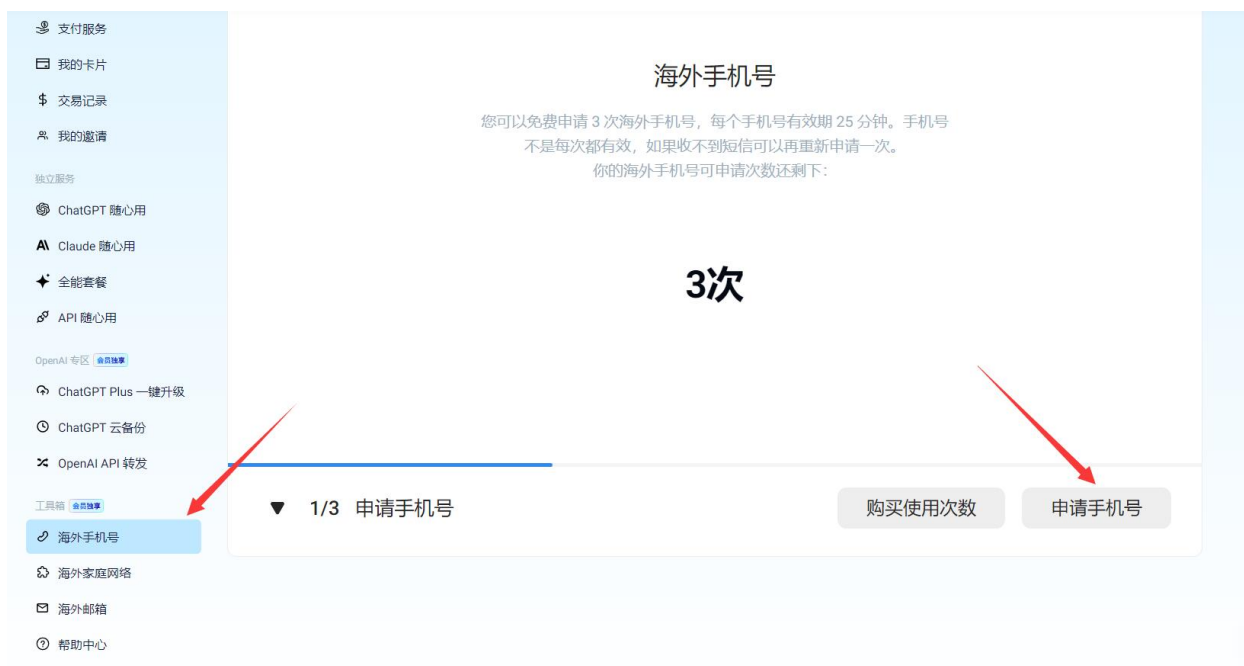 支付服务
我的卡片
交易记录
我的邀请
独立服务
ChatGPT 随心用
Claude 随心用
全能套餐
API 随心用
OpenAI 专区 会员独享
ChatGPT Plus 一键升级
ChatGPT 云备份
OpenAI API 转发
工具箱 会员独享
海外手机号
海外家庭网络
海外邮箱
帮助中心
海外手机号
您可以免费申请 3 次海外手机号，每个手机号有效期 25 分钟。手机号
不是每次都有效，如果收不到短信可以再重新申请一次。
你的海外手机号可申请次数还剩下：
3次
1/3 申请手机号
购买使用次数
申请手机号